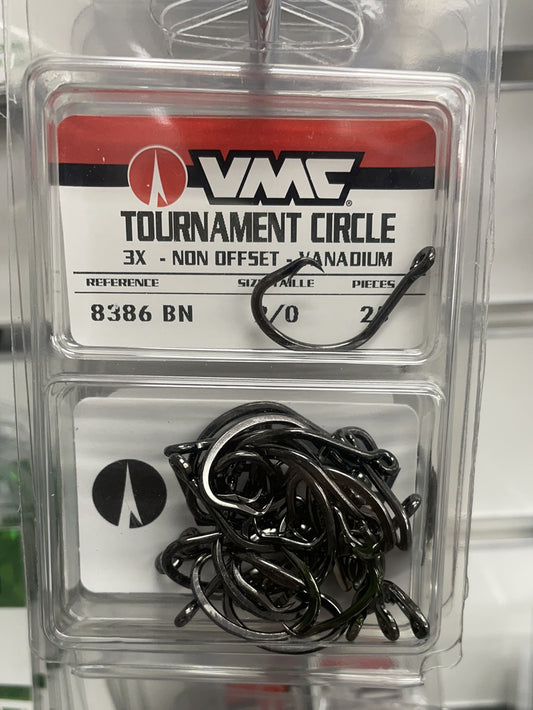 VMC®
TOURNAMENT CIRCLE
3X - NON OFFSET - VANADIUM
REFERENCE PIECES
8386 BN